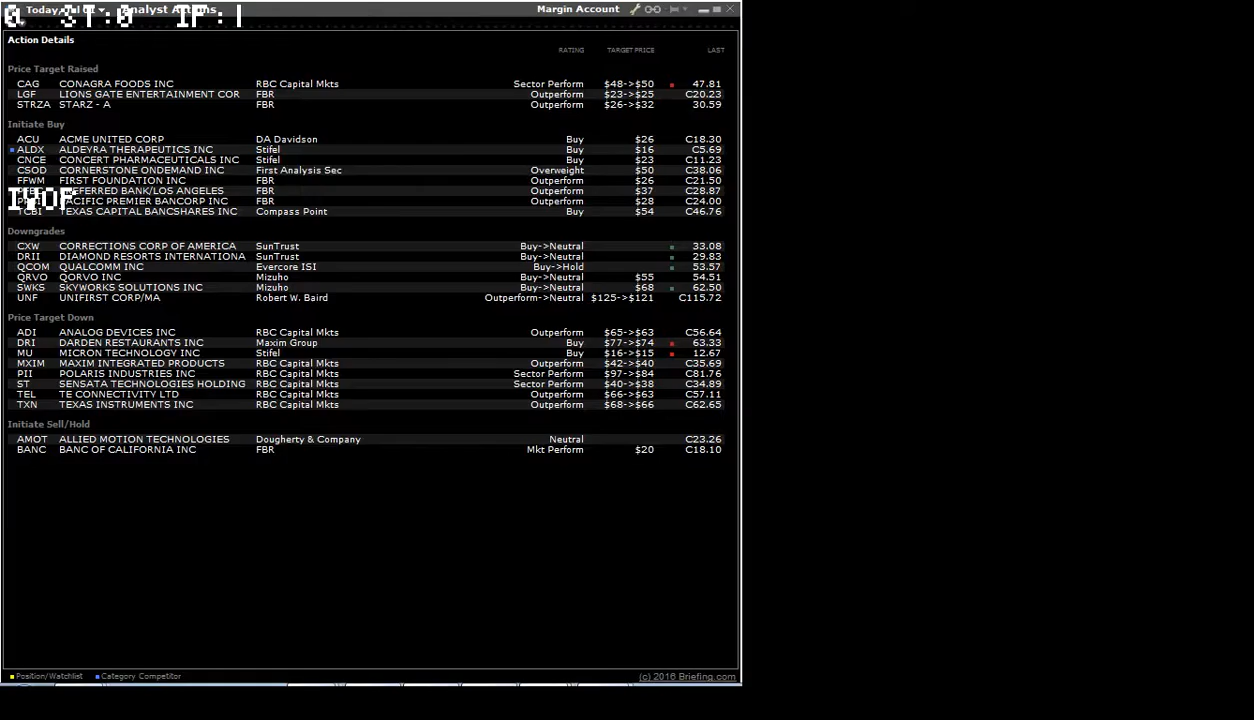 Today, Jul 01 Analyst Actions Margin Account
ST:0 IF:
Action Details
RATING TARGET PRICE LAST
Price Target Raised
CAG CONAGRA FOODS INC RBC Capital Mkts Sector Perform $48->$50 47.81
LGF LIONS GATE ENTERTAINMENT COR FBR Outperform $23->$25 C20.23
STRZA STARZ - A FBR Outperform $26->$32 30.59
Initiate Buy
ACU ACME UNITED CORP DA Davidson Buy $26 C18.30
ALDX ALDEYRA THERAPEUTICS INC Stifel Buy $16 C5.69
CNCE CONCERT PHARMACEUTICALS INC Stifel Buy $23 C11.23
CSOD CORNERSTONE ONDEMAND INC First Analysis Sec Overweight $50 C38.06
FFWM FIRST FOUNDATION INC FBR Outperform $26 C21.50
BANK/LOS ANGELES FBR Outperform $37 C28.87
PREMIER BANCORP INC FBR Outperform $28 C24.00
TCBI TEXAS CAPITAL BANCSHARES INC Compass Point Buy $54 C46.76
Downgrades
CXW CORRECTIONS CORP OF AMERICA SunTrust Buy->Neutral 33.08
DRII DIAMOND RESORTS INTERNATIONA SunTrust Buy->Neutral 29.83
QCOM QUALCOMM INC Evercore ISI Buy->Hold 53.57
QRVO QORVO INC Mizuho Buy->Neutral $55 54.51
SWKS SKYWORKS SOLUTIONS INC Mizuho Buy->Neutral $68 62.50
UNF UNIFIRST CORP/MA Robert W. Baird Outperform->Neutral $125->$121 C115.72
Price Target Down
ADI ANALOG DEVICES INC RBC Capital Mkts Outperform $65->$63 C56.64
DRI DARDEN RESTAURANTS INC Maxim Group Buy $77->$74 63.33
MU MICRON TECHNOLOGY INC Stifel Buy $16->$15 12.67
MXIM MAXIM INTEGRATED PRODUCTS RBC Capital Mkts Outperform $42->$40 C35.69
PII POLARIS INDUSTRIES INC RBC Capital Mkts Sector Perform $97->$84 C81.76
ST SENSATA TECHNOLOGIES HOLDING RBC Capital Mkts Sector Perform $40->$38 C34.89
TEL TE CONNECTIVITY LTD RBC Capital Mkts Outperform $66->$63 C57.11
TXN TEXAS INSTRUMENTS INC RBC Capital Mkts Outperform $68->$66 C62.65
Initiate Sell/Hold
AMOT ALLIED MOTION TECHNOLOGIES Dougherty & Company Neutral C23.26
BANC BANC OF CALIFORNIA INC FBR Mkt Perform $20 C18.10
Position/Watchlist Category Competitor (c) 2016 Briefing.com